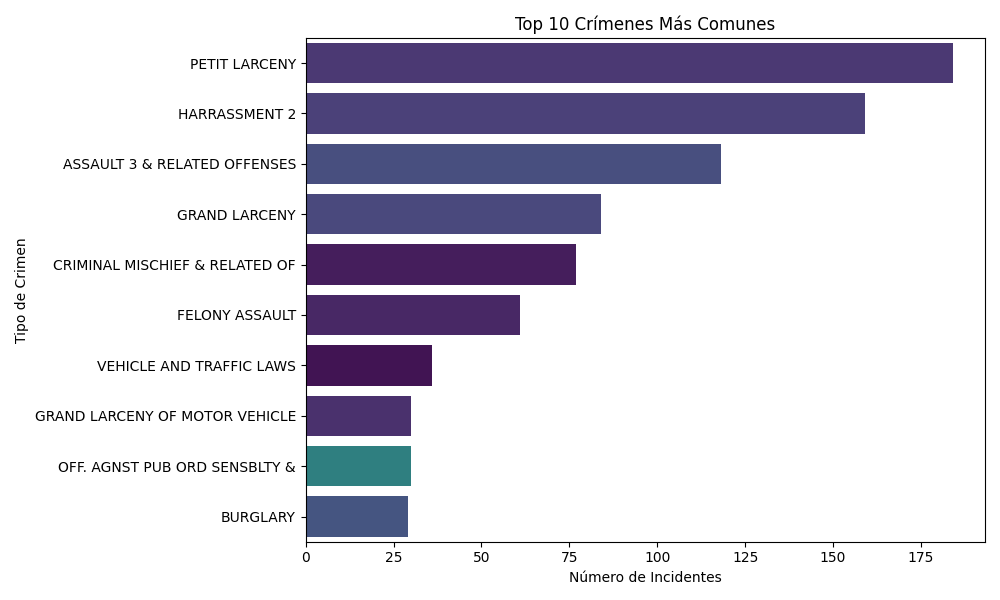 Top 10 Crímenes Más Comunes
Tipo de Crimen
PETIT LARCENY
HARRASSMENT 2
ASSAULT 3 & RELATED OFFENSES
GRAND LARCENY
CRIMINAL MISCHIEF & RELATED OF
FELONY ASSAULT
VEHICLE AND TRAFFIC LAWS
GRAND LARCENY OF MOTOR VEHICLE
OFF. AGNST PUB ORD SENSBLTY &
BURGLARY
0 25 50 75 100 125 150 175
Número de Incidentes